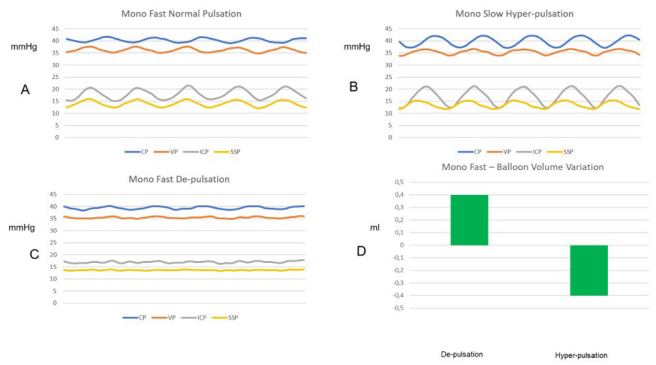 Mono Fast Normal Pulsation
mmHg
A
45
40
35
30
25
20
15
10
5
0
CP VP ICP SSP
Mono Slow Hyper-pulsation
mmHg
B
45
40
35
30
25
20
15
10
5
0
CP VP ICP SSP
Mono Fast De-pulsation
mmHg
C
45
40
35
30
25
20
15
10
5
0
CP VP ICP SSP
Mono Fast – Balloon Volume Variation
ml
D
0,5
0,4
0,3
0,2
0,1
0
-0,1
-0,2
-0,3
-0,4
-0,5
De-pulsation Hyper-pulsation